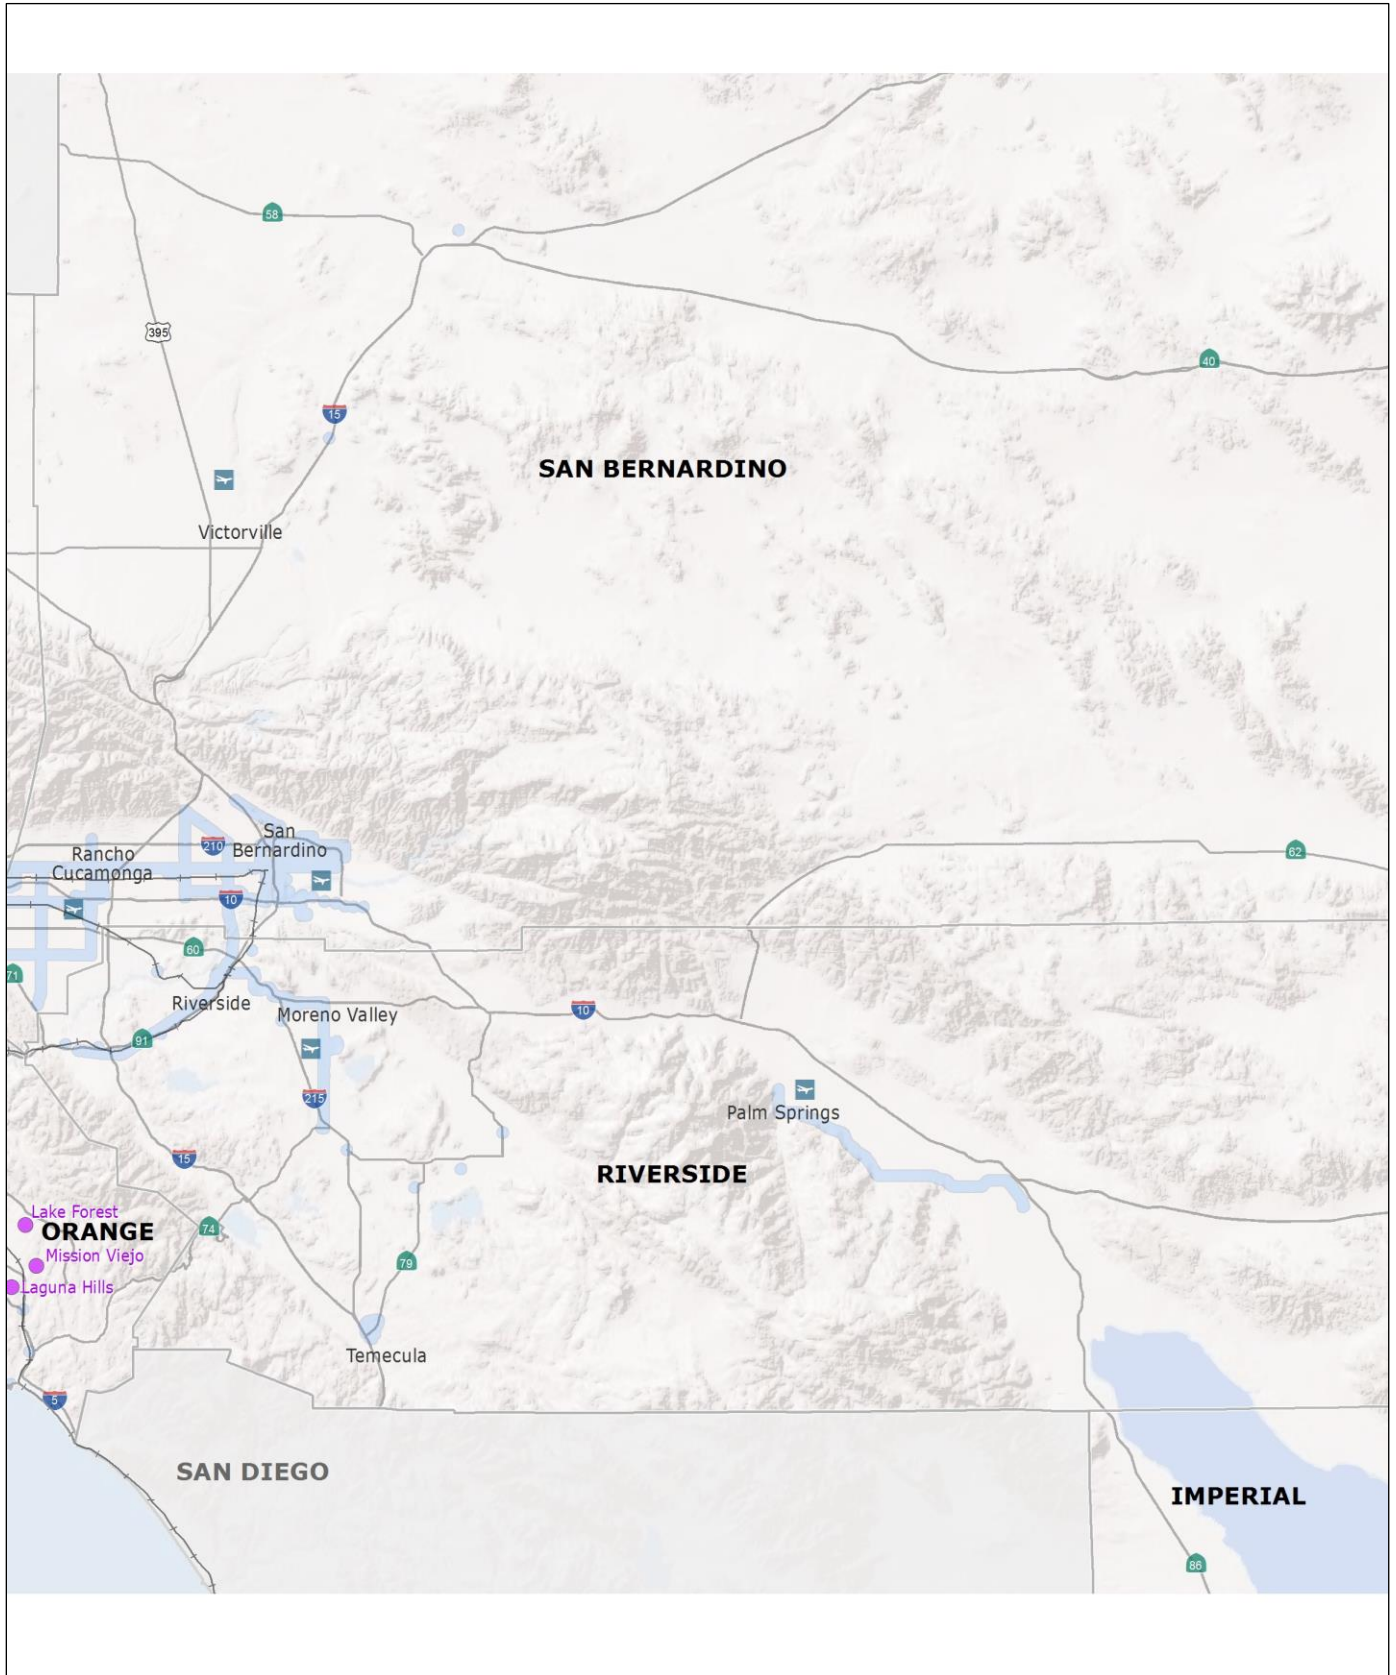 58
395
40
15
SAN BERNARDINO
Victorville
San
Bernardino
210
62
Rancho
Cucamonga
10
60
71
Riverside
Moreno Valley
10
91
215
Palm Springs
15
RIVERSIDE
Lake Forest
ORANGE
74
Mission Viejo
79
Laguna Hills
Temecula
5
SAN DIEGO
IMPERIAL
86